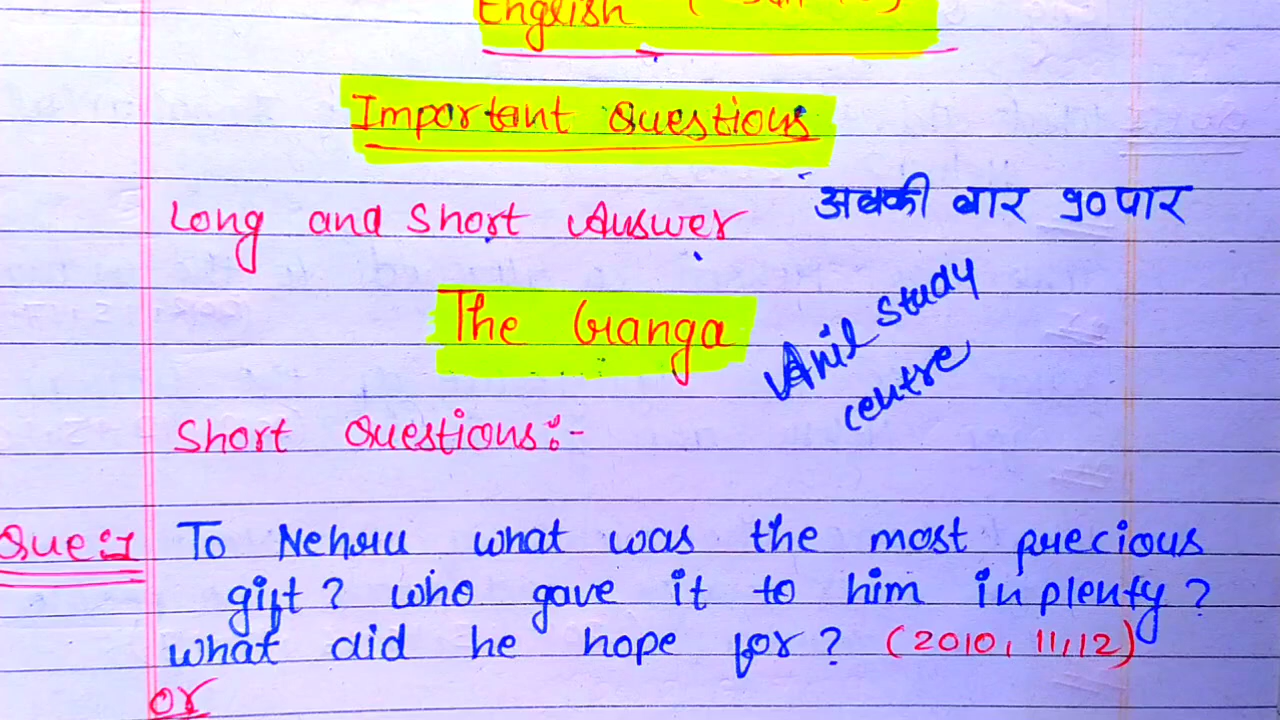 English
Important Questions
Long and Short Answer
अबकी बार 90 पार
The Ganga
Anil Study
centre
Short Questions:-
Que:1 To Nehru what was the most precious
gift? who gave it to him in plenty?
what did he hope for? (2010, 11,12)
or